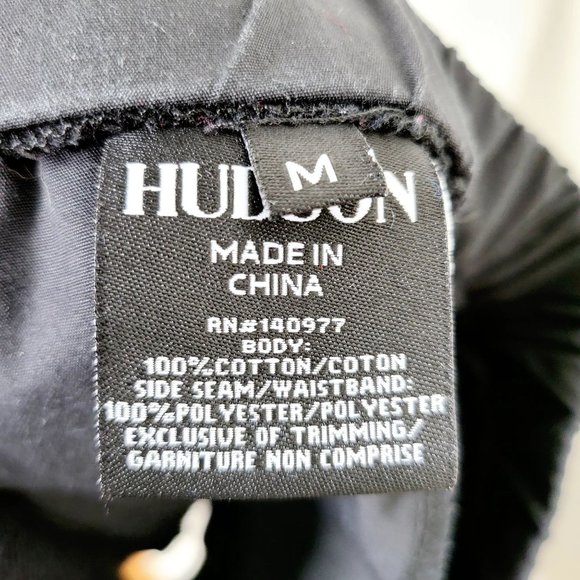 M
HUDSON
MADE IN
CHINA
RN#140977
BODY:
100%COTTON/COTON
SIDE SEAM/WAISTBAND:
100%POLYESTER/POLYESTER
EXCLUSIVE OF TRIMMING/
GARNITURE NON COMPRISE